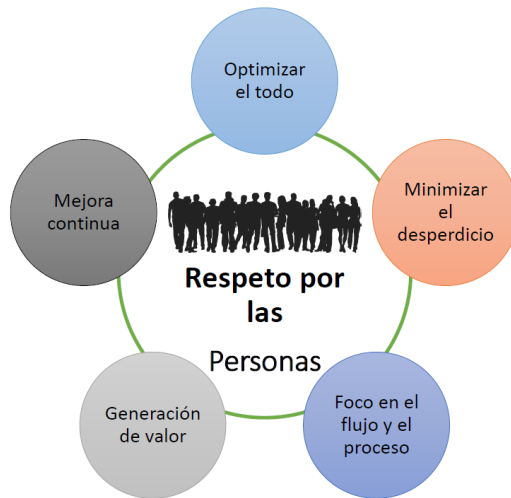 Optimizar
el todo
Minimizar
el
desperdicio
Foco en el
flujo y el
proceso
Generación
de valor
Mejora
continua
Respeto por
las
Personas